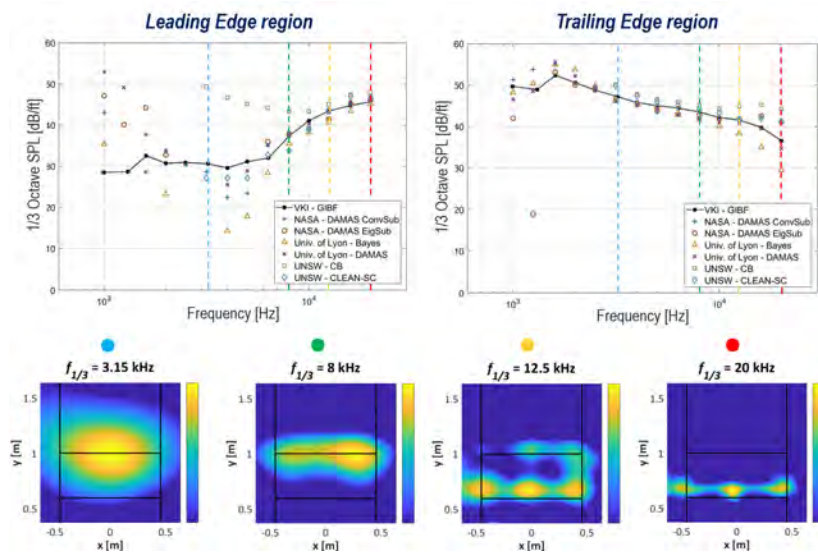 Leading Edge region
Trailing Edge region
1/3 Octave SPL [dB/ft]
60
50
40
30
20
10
0
VKI - GIBF
NASA - DAMAS ConvSub
NASA - DAMAS EigSub
Univ. of Lyon - Bayes
Univ. of Lyon - DAMAS
UNSW - CB
UNSW - CLEAN-SC
10³
10⁴
Frequency [Hz]
1/3 Octave SPL [dB/ft]
60
50
40
30
20
10
0
VKI - GIBF
NASA - DAMAS ConvSub
NASA - DAMAS EigSub
Univ. of Lyon - Bayes
Univ. of Lyon - DAMAS
UNSW - CB
UNSW - CLEAN-SC
10³
10⁴
Frequency [Hz]
f1/3 = 3.15 kHz
f1/3 = 8 kHz
f1/3 = 12.5 kHz
f1/3 = 20 kHz
y [m]
1.5
1
0.5
-0.5
0
0.5
x [m]
y [m]
1.5
1
0.5
-0.5
0
0.5
x [m]
y [m]
1.5
1
0.5
-0.5
0
0.5
x [m]
y [m]
1.5
1
0.5
-0.5
0
0.5
x [m]